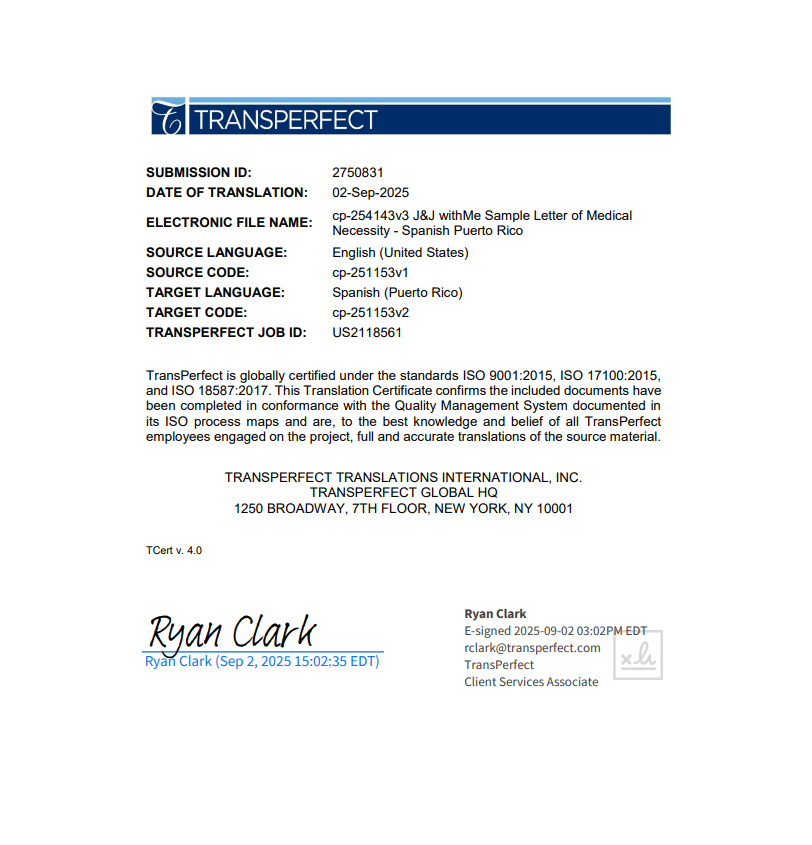 TRANSPERFECT
SUBMISSION ID: 2750831
DATE OF TRANSLATION: 02-Sep-2025
ELECTRONIC FILE NAME: cp-254143v3 J&J withMe Sample Letter of Medical
Necessity - Spanish Puerto Rico
SOURCE LANGUAGE: English (United States)
SOURCE CODE: cp-251153v1
TARGET LANGUAGE: Spanish (Puerto Rico)
TARGET CODE: cp-251153v2
TRANSPERFECT JOB ID: US2118561
TransPerfect is globally certified under the standards ISO 9001:2015, ISO 17100:2015,
and ISO 18587:2017. This Translation Certificate confirms the included documents have
been completed in conformance with the Quality Management System documented in
its ISO process maps and are, to the best knowledge and belief of all TransPerfect
employees engaged on the project, full and accurate translations of the source material.
TRANSPERFECT TRANSLATIONS INTERNATIONAL, INC.
TRANSPERFECT GLOBAL HQ
1250 BROADWAY, 7TH FLOOR, NEW YORK, NY 10001
TCert v. 4.0
Ryan Clark
Ryan Clark (Sep 2, 2025 15:02:35 EDT)
Ryan Clark
E-signed 2025-09-02 03:02PM EDT
rclark@transperfect.com
TransPerfect
Client Services Associate